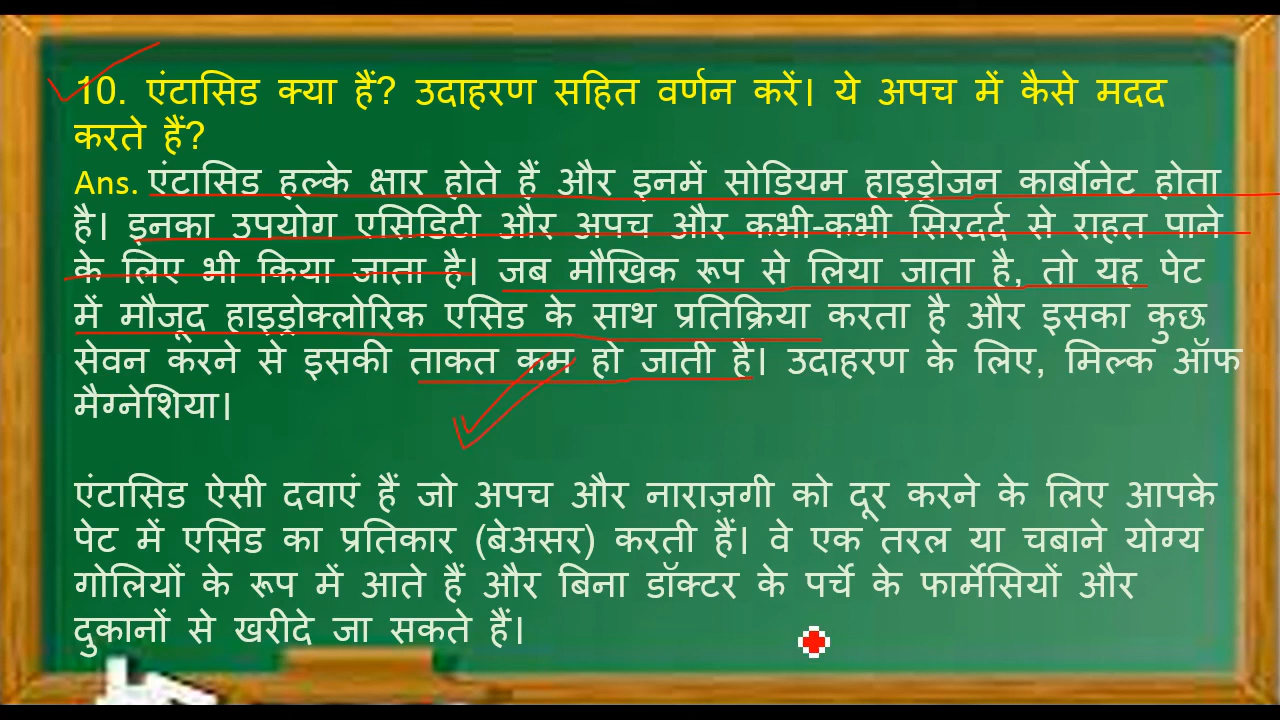 10. एंटासिड क्या हैं? उदाहरण सहित वर्णन करें। ये अपच में कैसे मदद
करते हैं?
Ans. एंटासिड हल्के क्षार होते हैं और इनमें सोडियम हाइड्रोजन कार्बोनेट होता
है। इनका उपयोग एसिडिटी और अपच और कभी-कभी सिरदर्द से राहत पाने
के लिए भी किया जाता है। जब मौखिक रूप से लिया जाता है, तो यह पेट
में मौजूद हाइड्रोक्लोरिक एसिड के साथ प्रतिक्रिया करता है और इसका कुछ
सेवन करने से इसकी ताकत कम हो जाती है। उदाहरण के लिए, मिल्क ऑफ
मैग्नेशिया।
एंटासिड ऐसी दवाएं हैं जो अपच और नाराज़गी को दूर करने के लिए आपके
पेट में एसिड का प्रतिकार (बेअसर) करती हैं। वे एक तरल या चबाने योग्य
गोलियों के रूप में आते हैं और बिना डॉक्टर के पर्चे के फार्मेसियों और
दुकानों से खरीदे जा सकते हैं।